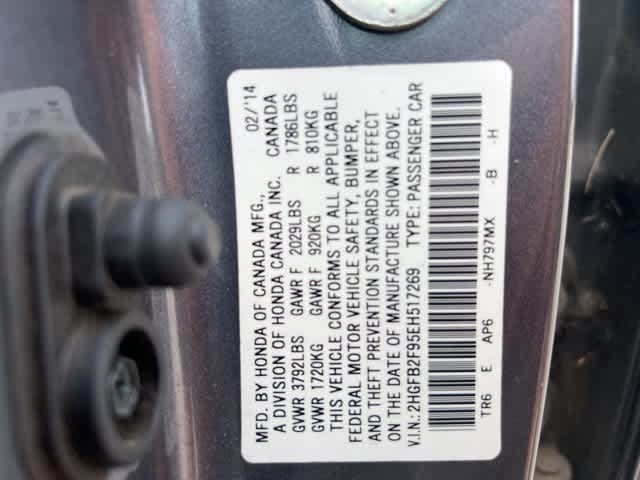 MFD. BY HONDA OF CANADA MFG., 02/'14
A DIVISION OF HONDA CANADA INC. CANADA
GVWR 3792LBS GAWR F 2029LBS R 1786LBS
GVWR 1720KG GAWR F 920KG R 810KG
THIS VEHICLE CONFORMS TO ALL APPLICABLE
FEDERAL MOTOR VEHICLE SAFETY, BUMPER,
AND THEFT PREVENTION STANDARDS IN EFFECT
ON THE DATE OF MANUFACTURE SHOWN ABOVE.
V.I.N.: 2HGFB2F95EH517269 TYPE: PASSENGER CAR
TR6 E AP6 -NH797MX -B -H